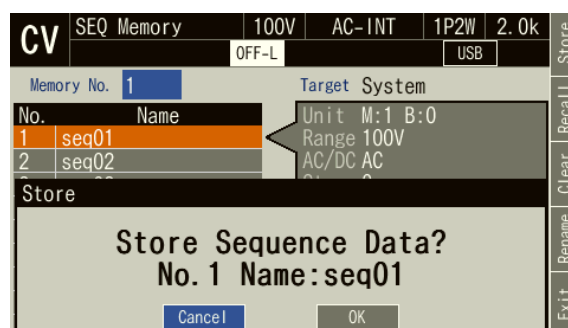 CV SEQ Memory 100V AC-INT 1P2W 2.0k
OFF-L USB
Memory No. 1 Target System
No. Name
1 seq01
2 seq02
Unit M:1 B:0
Range 100V
AC/DC AC
Store
Store Sequence Data?
No.1 Name:seq01
Cancel OK
Store
Recall
Clear
Rename
Exit